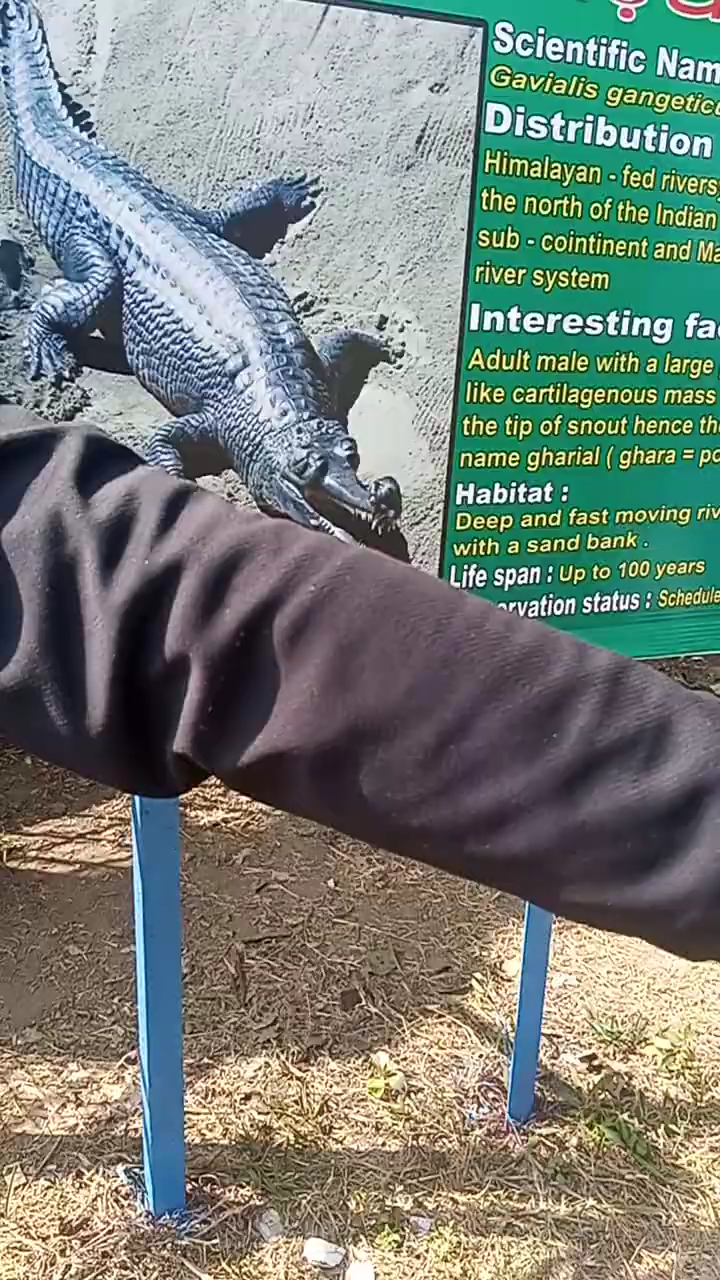 Scientific Nam
Gavialis gangetic
Distribution
Himalayan - fed rivers,
the north of the Indian
sub - cointinent and Ma
river system
Interesting fa
Adult male with a large
like cartilagenous mass
the tip of snout hence th
name gharial ( ghara = po
Habitat :
Deep and fast moving riv
with a sand bank .
Life span : Up to 100 years
ervation status : Schedule